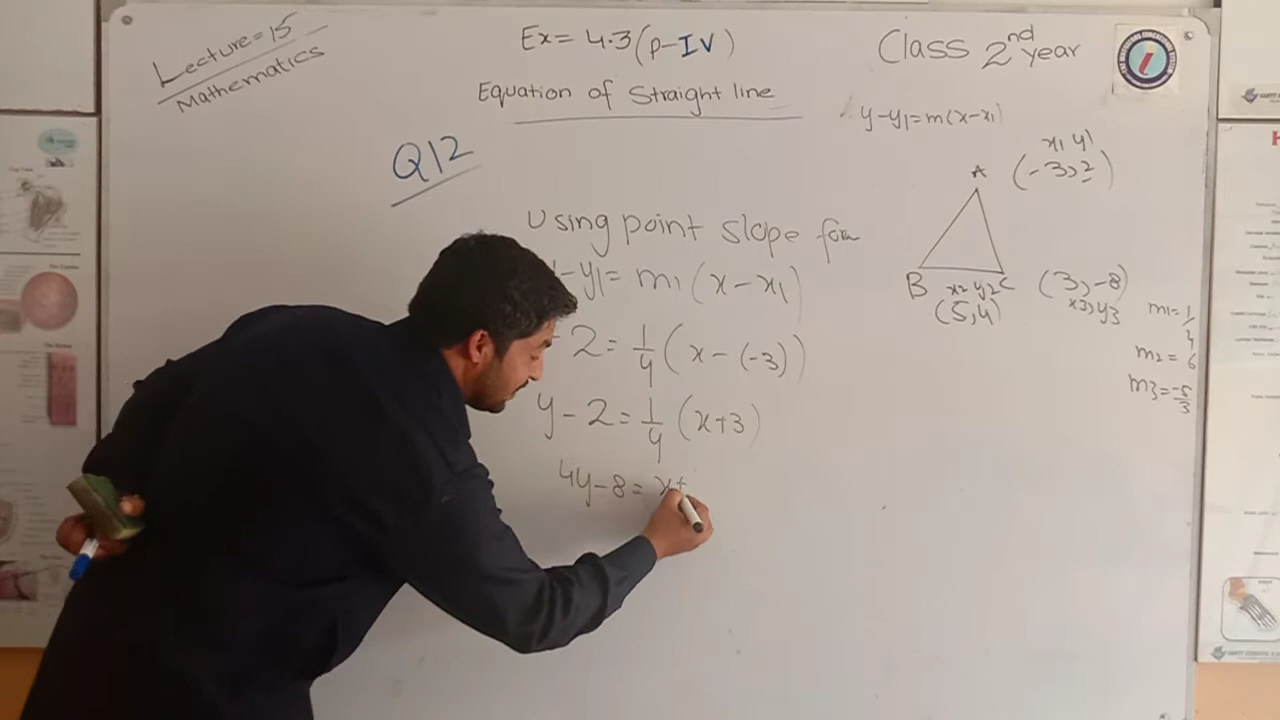 Lecture = 15
Mathematics
Ex = 4.3 (P-IV)
Equation of Straight line
Class 2nd year
y-y1=m(x-x1)
Q12
x1 y1
A (-3,2)
B x2 y2 C (3,-8)
(5,4) x3,y3
m1=1/4
m2=6
m3=-5/3
Using point slope form
-y1= m1(x-x1)
2=1/4(x-(-3))
y-2=1/4(x+3)
4y-8=x+